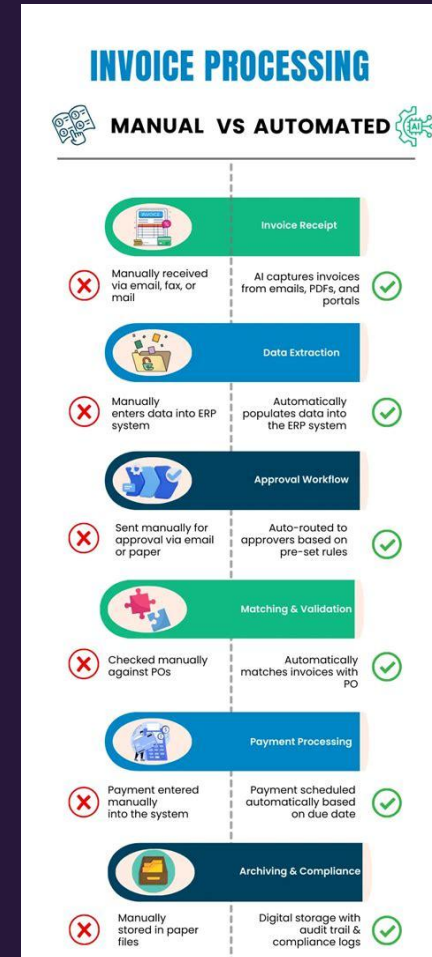 INVOICE PROCESSING
MANUAL VS AUTOMATED
AI
INVOICE
Invoice Receipt
Manually received
via email, fax, or
mail
AI captures invoices
from emails, PDFs, and
portals
Data Extraction
Manually
enters data into ERP
system
Automatically
populates data into
the ERP system
Approval Workflow
Sent manually for
approval via email
or paper
Auto-routed to
approvers based on
pre-set rules
Matching & Validation
Checked manually
against POs
Automatically
matches invoices with
PO
Payment Processing
Payment entered
manually
into the system
Payment scheduled
automatically based
on due date
Archiving & Compliance
Manually
stored in paper
files
Digital storage with
audit trail &
compliance logs